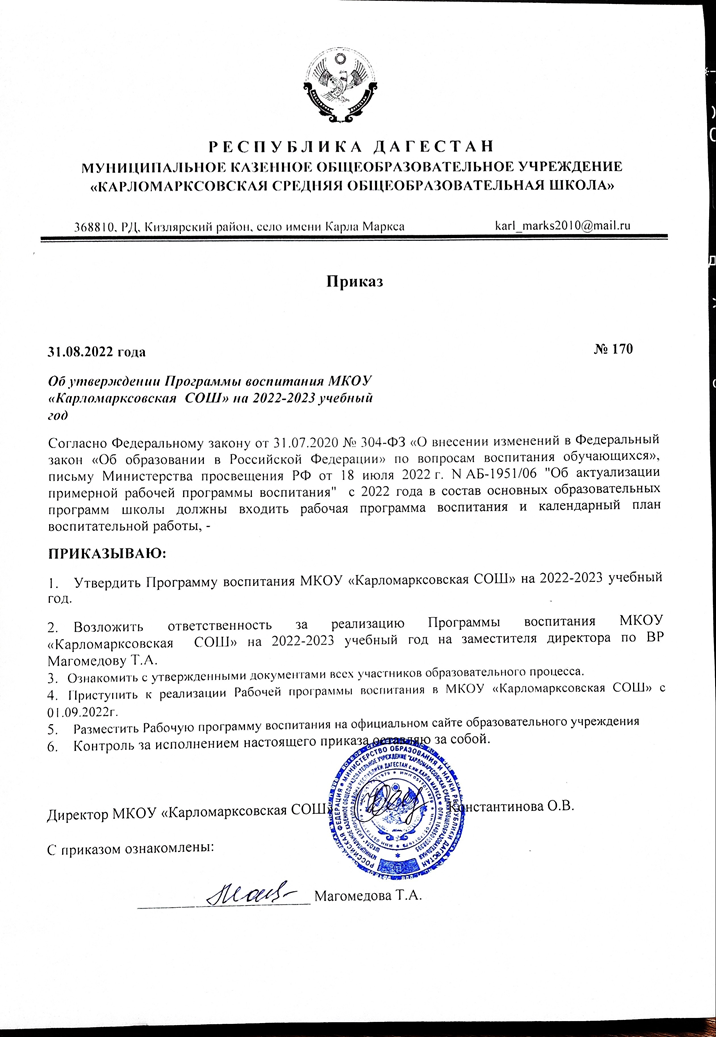 РЕСПУБЛИКА ДАГЕСТАН
МУНИЦИПАЛЬНОЕ КАЗЕННОЕ ОБЩЕОБРАЗОВАТЕЛЬНОЕ УЧРЕЖДЕНИЕ
«КАРЛОМАРКСОВСКАЯ СРЕДНЯЯ ОБЩЕОБРАЗОВАТЕЛЬНАЯ ШКОЛА»
368810, РД, Кизлярский район, село имени Карла Маркса karl_marks2010@mail.ru
Приказ
31.08.2022 года № 170
Об утверждении Программы воспитания МКОУ
«Карломарксовская СОШ» на 2022-2023 учебный
год
Согласно Федеральному закону от 31.07.2020 № 304-ФЗ «О внесении изменений в Федеральный
закон «Об образовании в Российской Федерации» по вопросам воспитания обучающихся»,
письму Министерства просвещения РФ от 18 июля 2022 г. N АБ-1951/06 "Об актуализации
примерной рабочей программы воспитания" с 2022 года в состав основных образовательных
программ школы должны входить рабочая программа воспитания и календарный план
воспитательной работы, -
ПРИКАЗЫВАЮ:
1. Утвердить Программу воспитания МКОУ «Карломарксовская СОШ» на 2022-2023 учебный
год.
2. Возложить ответственность за реализацию Программы воспитания МКОУ
«Карломарксовская СОШ» на 2022-2023 учебный год на заместителя директора по ВР
Магомедову Т.А.
3. Ознакомить с утвержденными документами всех участников образовательного процесса.
4. Приступить к реализации Рабочей программы воспитания в МКОУ «Карломарксовская СОШ» с
01.09.2022г.
5. Разместить Рабочую программу воспитания на официальном сайте образовательного учреждения
6. Контроль за исполнением настоящего приказа оставляю за собой.
Директор МКОУ «Карломарксовская СОШ» Константинова О.В.
РОССИЙСКАЯ ФЕДЕРАЦИЯ МИНИСТЕРСТВО ОБРАЗОВАНИЯ И НАУКИ РЕСПУБЛИКИ ДАГЕСТАН
С приказом ознакомлены:
Магомедова Т.А.